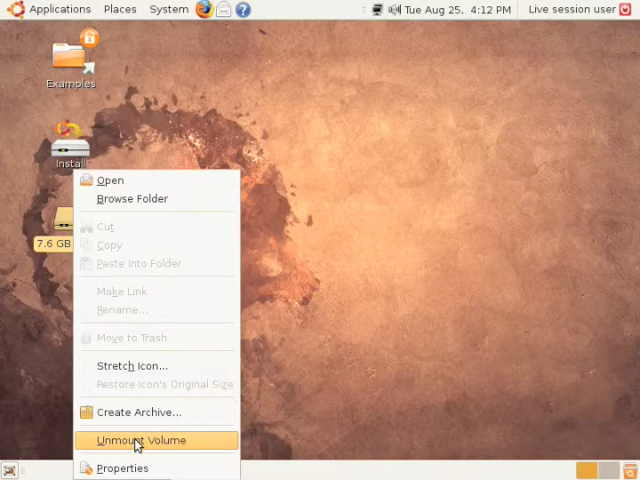 Applications Places System Tue Aug 25, 4:12 PM Live session user
Examples
Install
7.6 GB
Open
Browse Folder
Cut
Copy
Paste Into Folder
Make Link
Rename...
Move to Trash
Stretch Icon...
Restore Icon's Original Size
Create Archive...
Unmount Volume
Properties